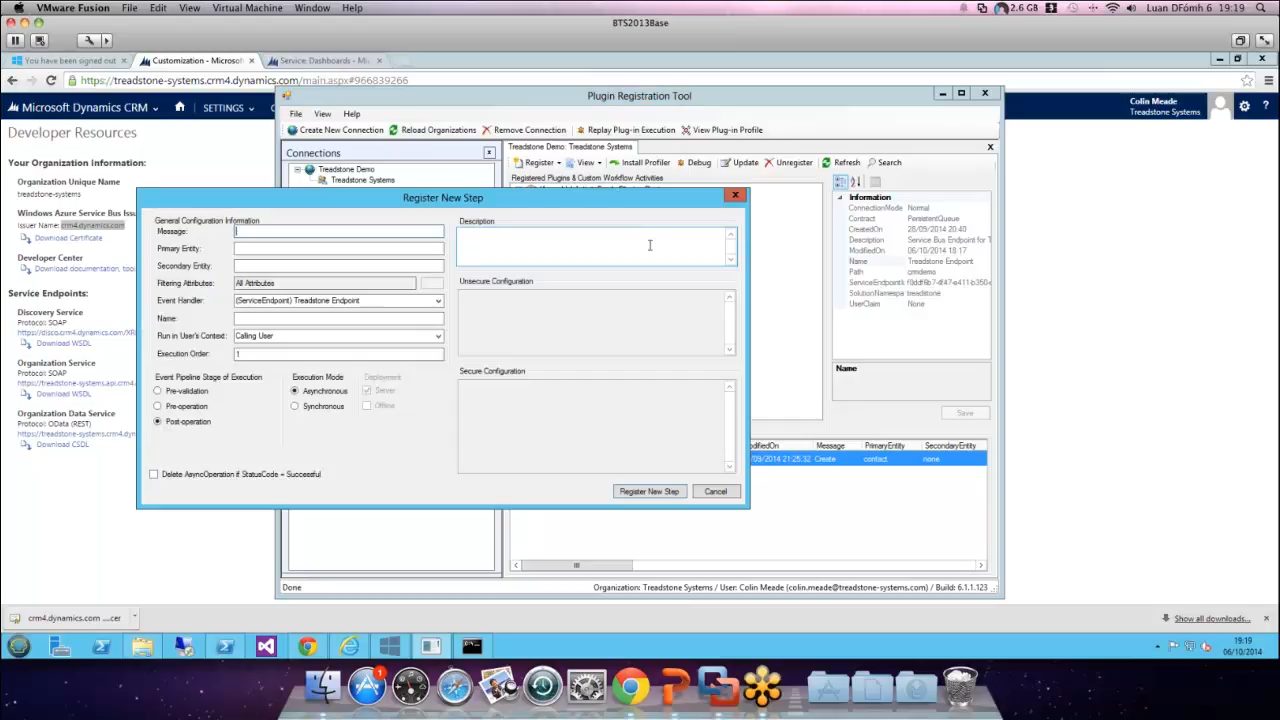 VMware Fusion File Edit View Virtual Machine Window Help 2.6 GB Luan DFómh 6 19:19
BTS2013Base
You have been signed out × Customization - Microsof × Service: Dashboards - Mi ×
https://treadstone-systems.crm4.dynamics.com/main.aspx#966839266
Microsoft Dynamics CRM SETTINGS
Colin Meade
Treadstone Systems
Developer Resources
Your Organization Information:
Organization Unique Name
treadstone-systems
Windows Azure Service Bus Issu
Issuer Name: crm4.dynamics.com
Download Certificate
Developer Center
Download documentation, too
Service Endpoints:
Discovery Service
Protocol: SOAP
https://disco.crm4.dynamics.com/XR
Download WSDL
Organization Service
Protocol: SOAP
https://treadstone-systems.api.crm4.d
Download WSDL
Organization Data Service
Protocol: OData (REST)
https://treadstone-systems.crm4.dyn
Download CSDL
Plugin Registration Tool
File View Help
Create New Connection Reload Organizations Remove Connection Replay Plug-in Execution View Plug-in Profile
Connections
Treadstone Demo
Treadstone Systems
Treadstone Demo: Treadstone Systems
Register View Install Profiler Debug Update Unregister Refresh Search
Registered Plugins & Custom Workflow Activities
Information
ConnectionMode Normal
Contract PersistentQueue
CreatedOn 28/09/2014 20:40
Description Service Bus Endpoint for T
ModifiedOn 06/10/2014 18:17
Name Treadstone Endpoint
Path crmdemo
ServiceEndpointI f0ddf6b7-df47-e411-b350-
SolutionNamespa treadstone
UserClaim None
Name
Save
Register New Step
General Configuration Information
Message:
Primary Entity:
Secondary Entity:
Filtering Attributes: All Attributes
Event Handler: (ServiceEndpoint) Treadstone Endpoint
Name:
Run in User's Context: Calling User
Execution Order: 1
Event Pipeline Stage of Execution
Pre-validation
Pre-operation
Post-operation
Execution Mode
Asynchronous
Synchronous
Deployment
Server
Offline
Delete AsyncOperation if StatusCode = Successful
Description
Unsecure Configuration
Secure Configuration
Register New Step Cancel
odifiedOn Message PrimaryEntity SecondaryEntity
/09/2014 21:25:32 Create contact none
Done Organization: Treadstone Systems / User: Colin Meade (colin.meade@treadstone-systems.com) / Build: 6.1.1.123
crm4.dynamics.com ....cer Show all downloads...
19:19
06/10/2014
1